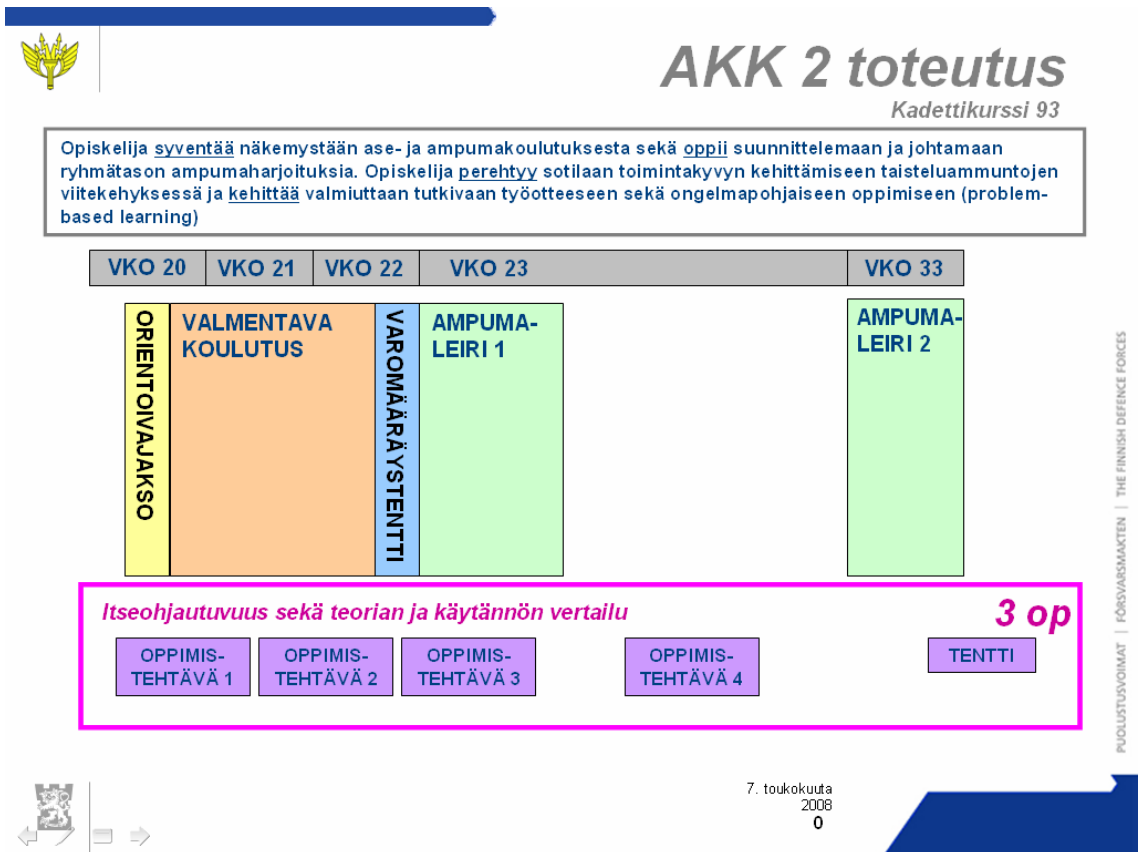 AKK 2 toteutus
Kadettikurssi 93
Opiskelija syventää näkemystään ase- ja ampumakoulutuksesta sekä oppii suunnittelemaan ja johtamaan
ryhmätason ampumaharjoituksia. Opiskelija perehtyy sotilaan toimintakyvyn kehittämiseen taisteluammuntojen
viitekehyksessä ja kehittää valmiuttaan tutkivaan työotteeseen sekä ongelmapohjaiseen oppimiseen (problem-
based learning)
VKO 20
VKO 21
VKO 22
VKO 23
VKO 33
ORIENTOIVAJAKSO
VALMENTAVA
KOULUTUS
VAROMÄÄRÄYSTENTTI
AMPUMA-
LEIRI 1
AMPUMA-
LEIRI 2
Itseohjautuvuus sekä teorian ja käytännön vertailu
3 op
OPPIMIS-
TEHTÄVÄ 1
OPPIMIS-
TEHTÄVÄ 2
OPPIMIS-
TEHTÄVÄ 3
OPPIMIS-
TEHTÄVÄ 4
TENTTI
7. toukokuuta
2008
0
PUOLUSTUSVOIMAT | FÖRSVARSMAKTEN | THE FINNISH DEFENCE FORCES